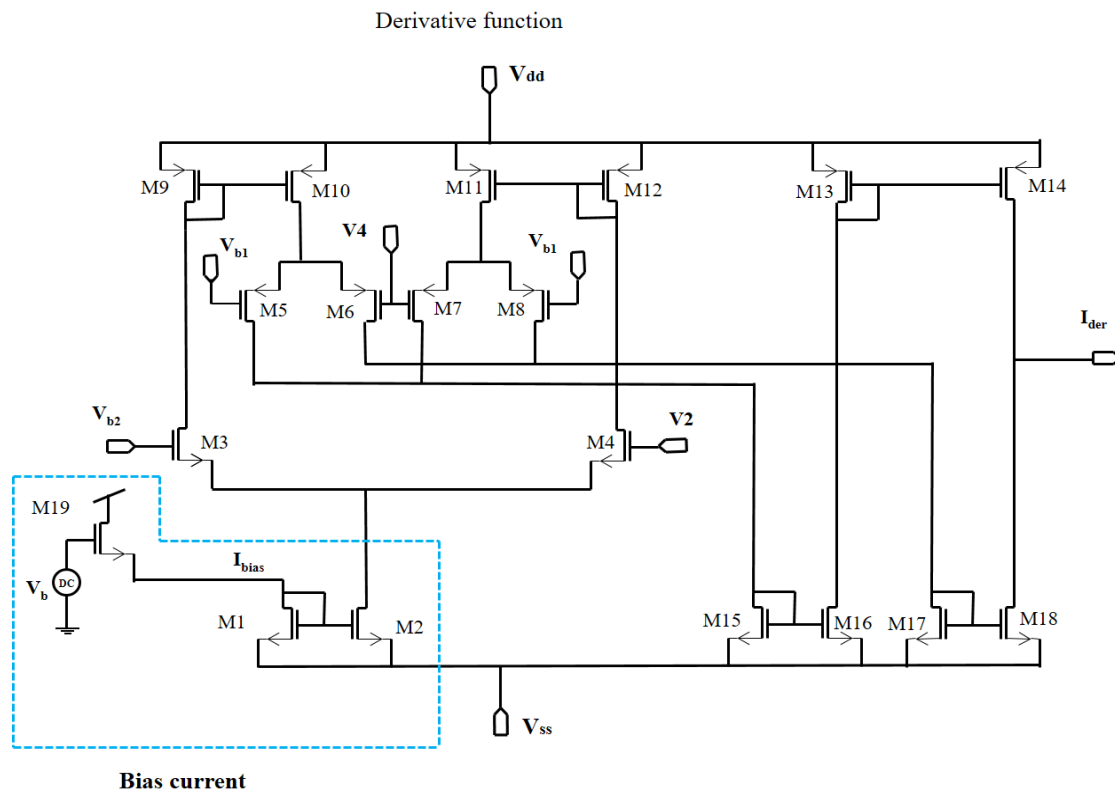 Derivative function
Vdd
M9
M10
M11
M12
M13
M14
Vb1
V4
Vb1
M5
M6
M7
M8
Ider
Vb2
M3
M4
V2
M19
Ibias
Vb
DC
M1
M2
M15
M16
M17
M18
Vss
Bias current